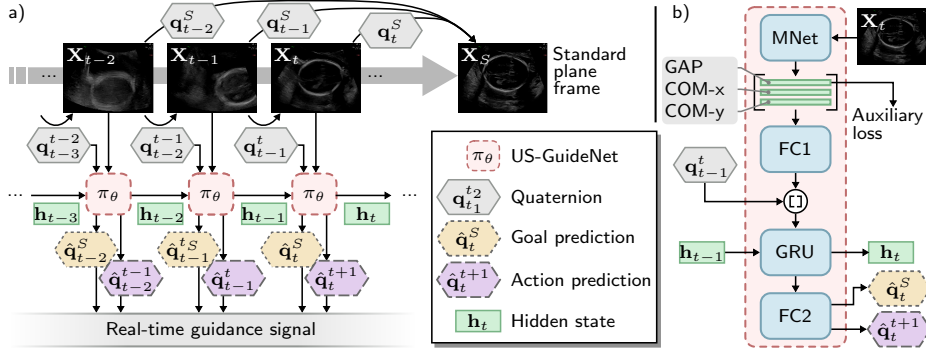 a)
q^S_{t-2}
q^S_{t-1}
q^S_t
X_{t-2}
X_{t-1}
X_t
X_S
...
...
Standard
plane
frame
q^{t-2}_{t-3}
q^{t-1}_{t-2}
q^t_{t-1}
...
π_θ
π_θ
π_θ
...
h_{t-3}
h_{t-2}
h_{t-1}
h_t
q̂^S_{t-2}
q̂^{t_S}_{t-1}
q̂^S_t
q̂^{t-1}_{t-2}
q̂^t_{t-1}
q̂^{t+1}_t
Real-time guidance signal
π_θ US-GuideNet
q^{t_2}_{t_1} Quaternion
q̂^S_t Goal prediction
q̂^{t+1}_t Action prediction
h_t Hidden state
b)
MNet
X_t
GAP
COM-x
COM-y
Auxiliary
loss
FC1
q^t_{t-1}
[]
h_{t-1}
GRU
h_t
FC2
q̂^S_t
q̂^{t+1}_t